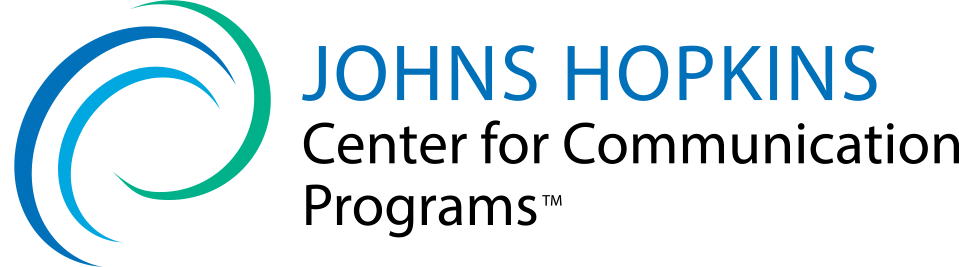 JOHNS HOPKINS
Center for Communication
Programs™